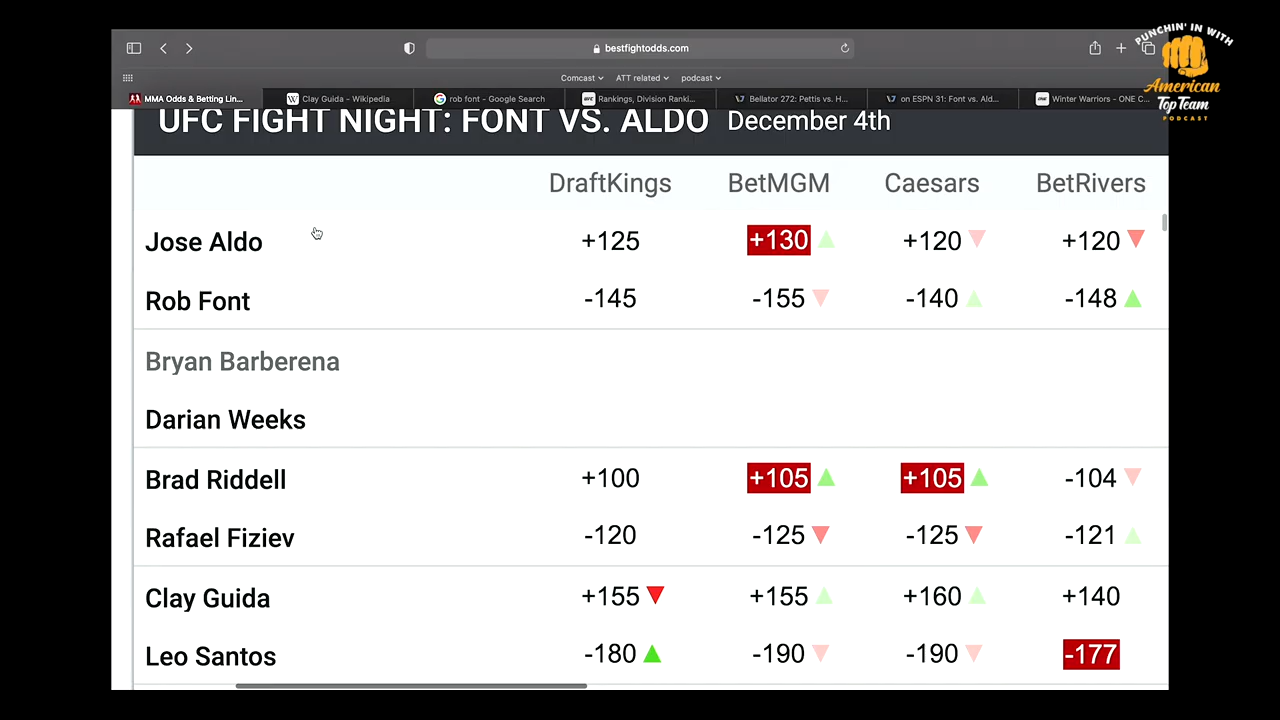 PUNCHIN' IN WITH
American
Top Team
PODCAST
bestfightodds.com
Comcast ATT related podcast
MMA Odds & Betting Lin... Clay Guida - Wikipedia rob font - Google Search Rankings, Division Ranki... Bellator 272: Pettis vs. H... on ESPN 31: Font vs. Ald... Winter Warriors - ONE C...
UFC FIGHT NIGHT: FONT VS. ALDO December 4th
DraftKings BetMGM Caesars BetRivers
Jose Aldo +125 +130 +120 +120
Rob Font -145 -155 -140 -148
Bryan Barberena
Darian Weeks
Brad Riddell +100 +105 +105 -104
Rafael Fiziev -120 -125 -125 -121
Clay Guida +155 +155 +160 +140
Leo Santos -180 -190 -190 -177